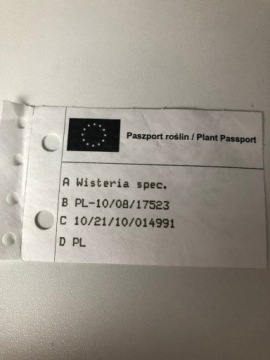 Paszport roślin / Plant Passport
A Wisteria spec.
B PL-10/08/17523
C 10/21/10/014991
D PL